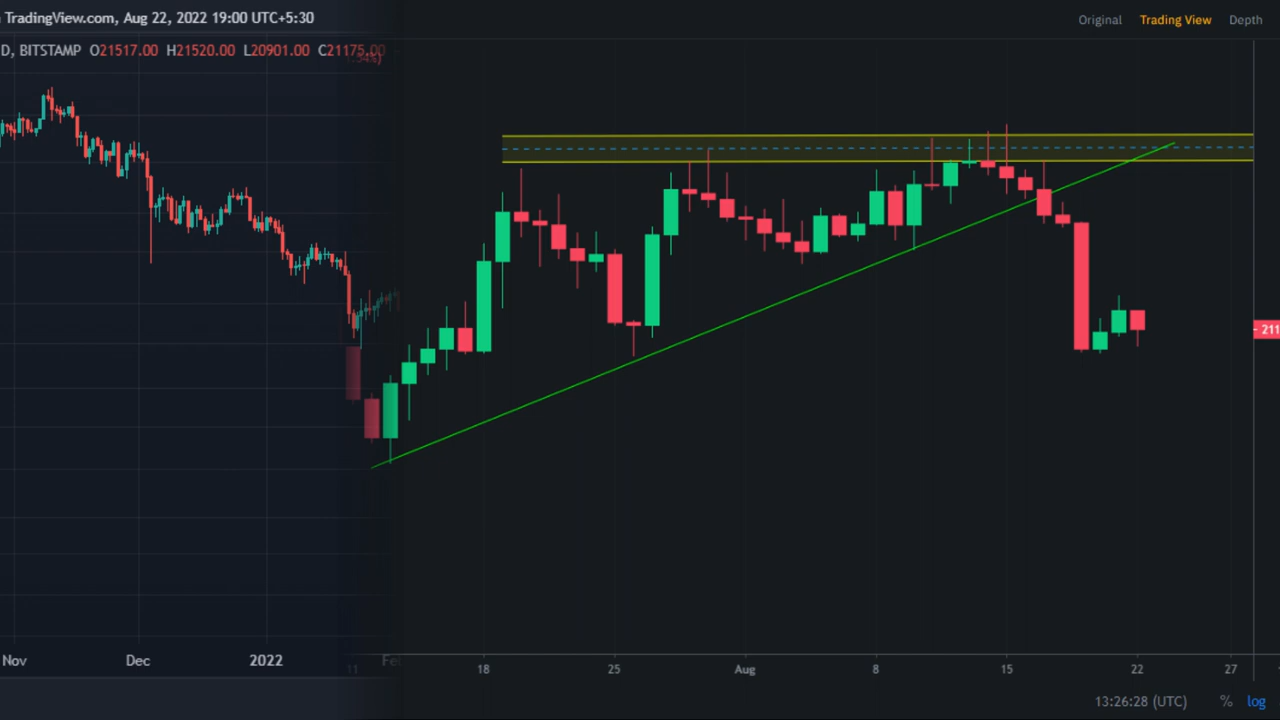 TradingView.com, Aug 22, 2022 19:00 UTC+5:30
D, BITSTAMP O21517.00 H21520.00 L20901.00 C21175.00
Original Trading View Depth
211
Nov Dec 2022
11 18 25 Aug 8 15 22 27
13:26:28 (UTC) % log